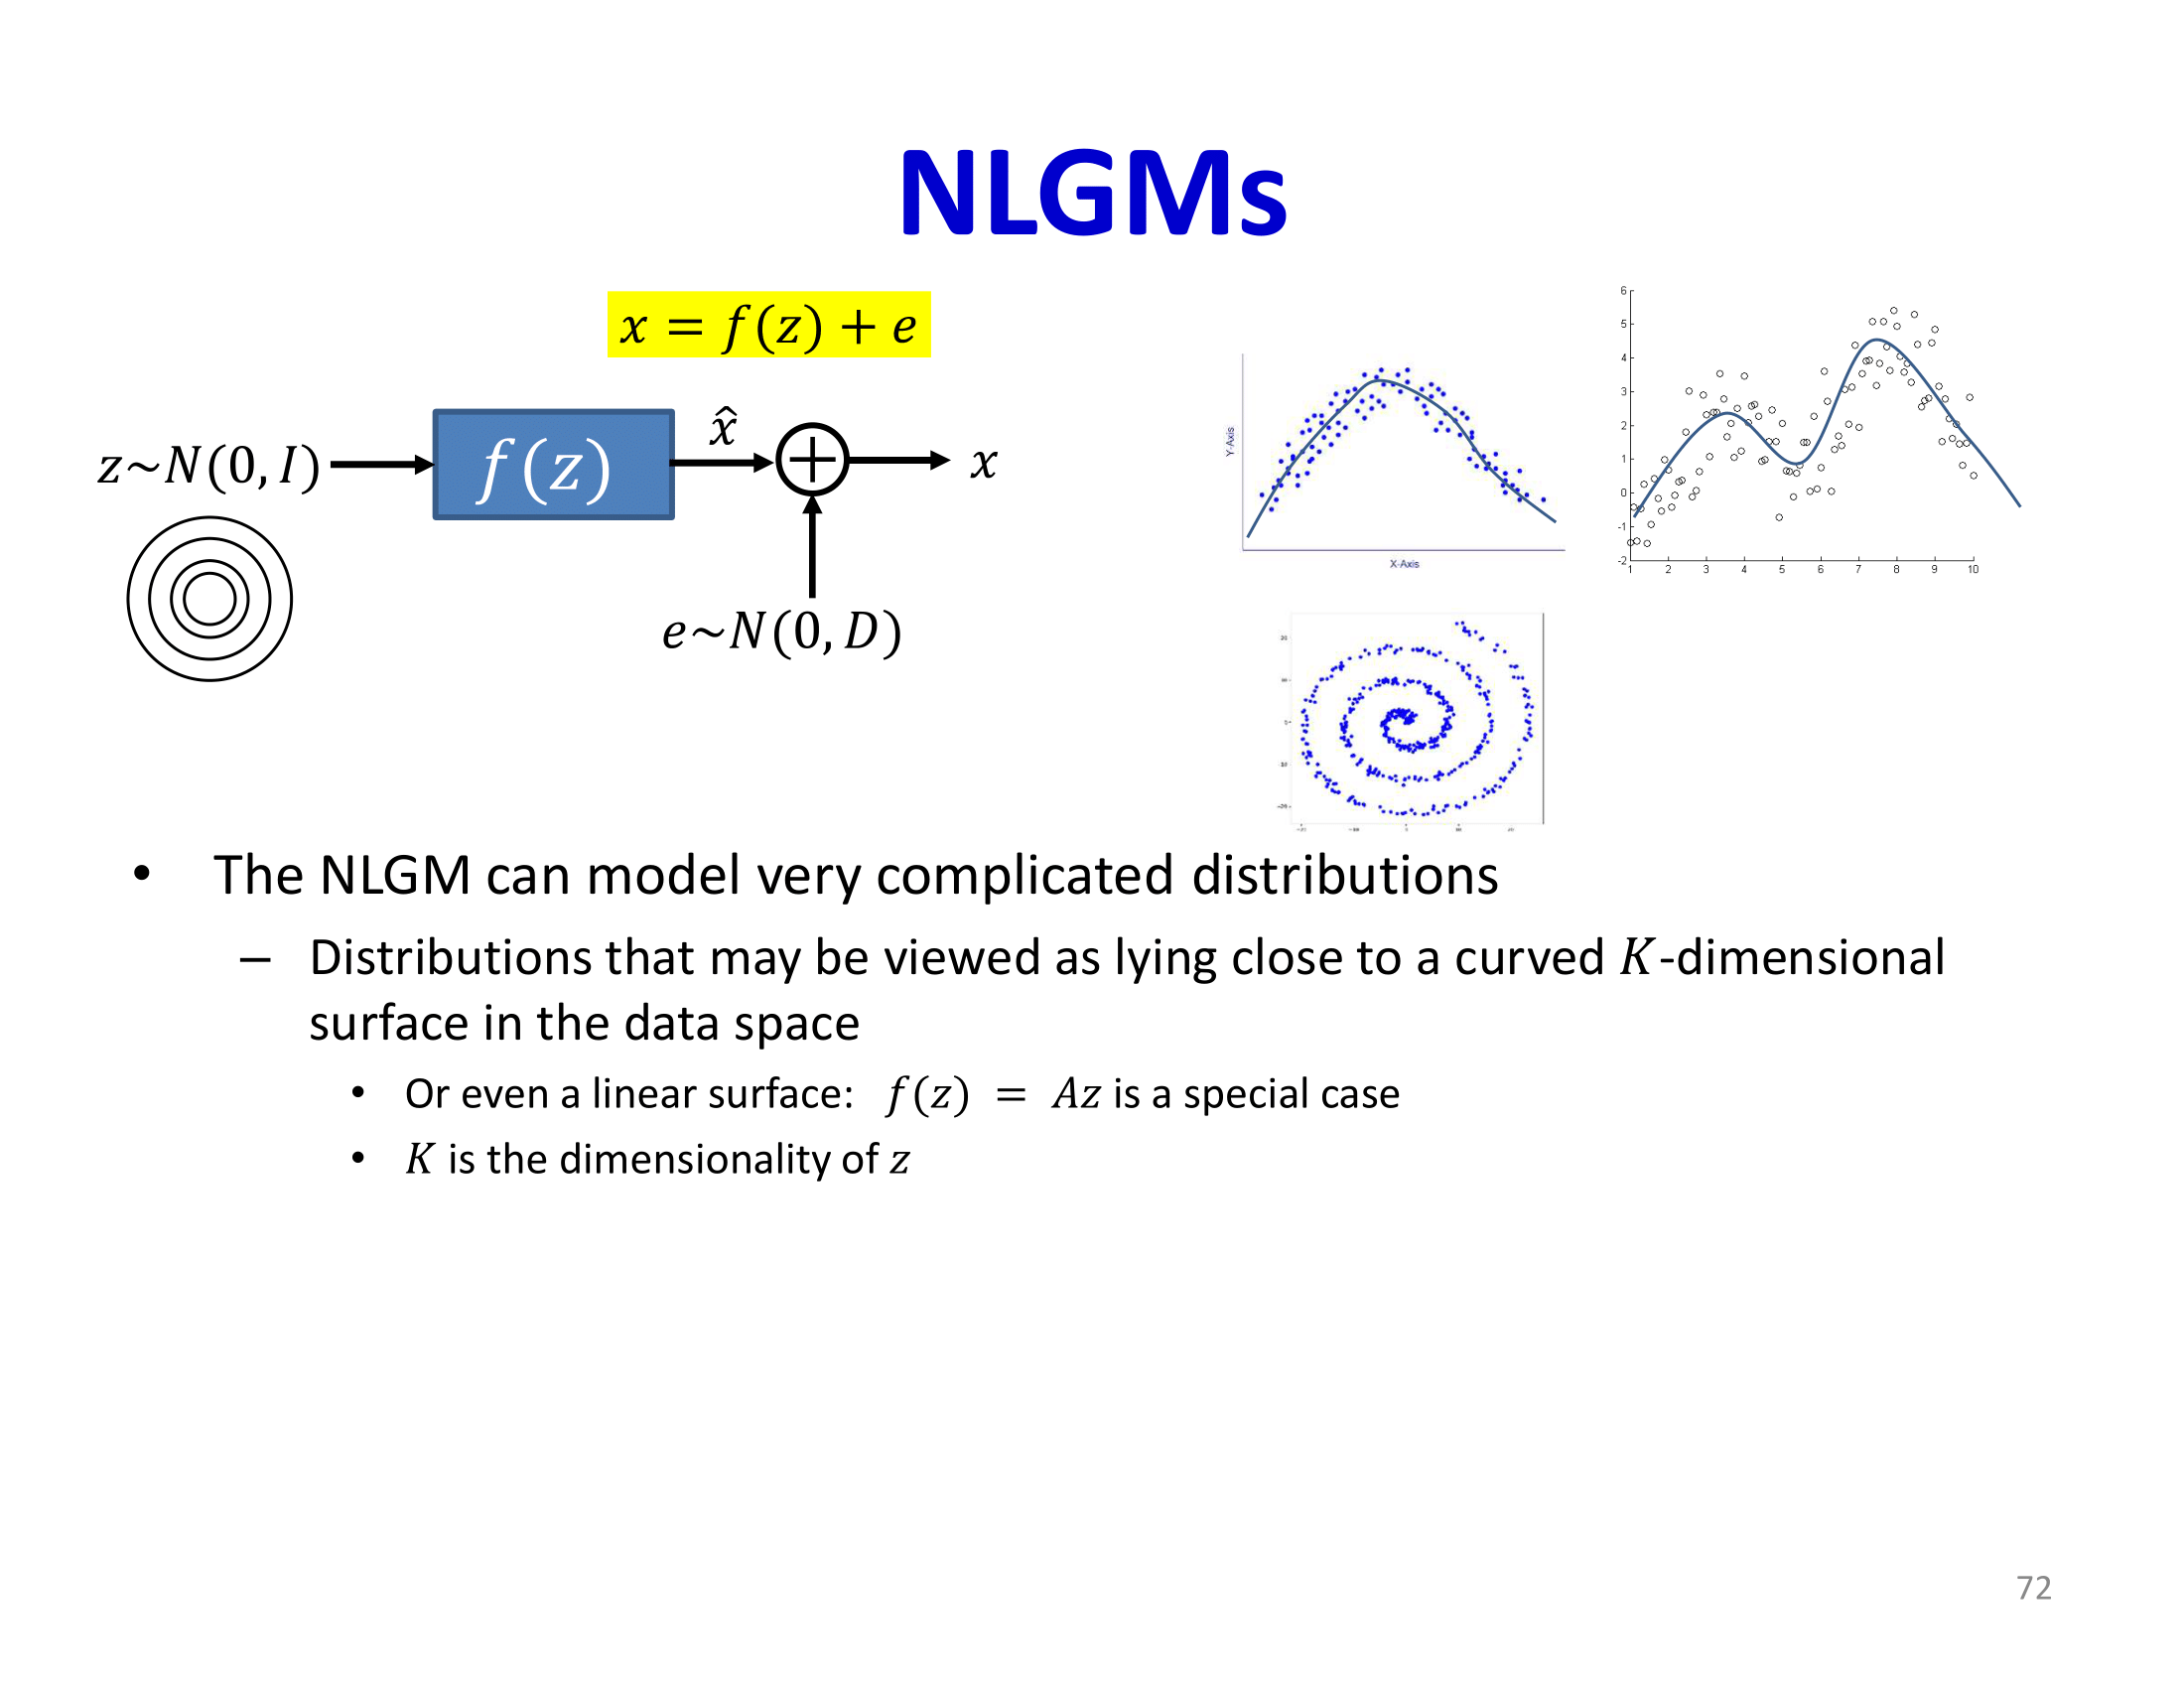 NLGMs
x = f(z) + e
z~N(0, I)
f(z)
x̂
x
e~N(0, D)
Y-Axis
X-Axis
6
5
4
3
2
1
0
-1
-2
1 2 3 4 5 6 7 8 9 10
• The NLGM can model very complicated distributions
– Distributions that may be viewed as lying close to a curved K-dimensional
surface in the data space
• Or even a linear surface: f(z) = Az is a special case
• K is the dimensionality of z
72